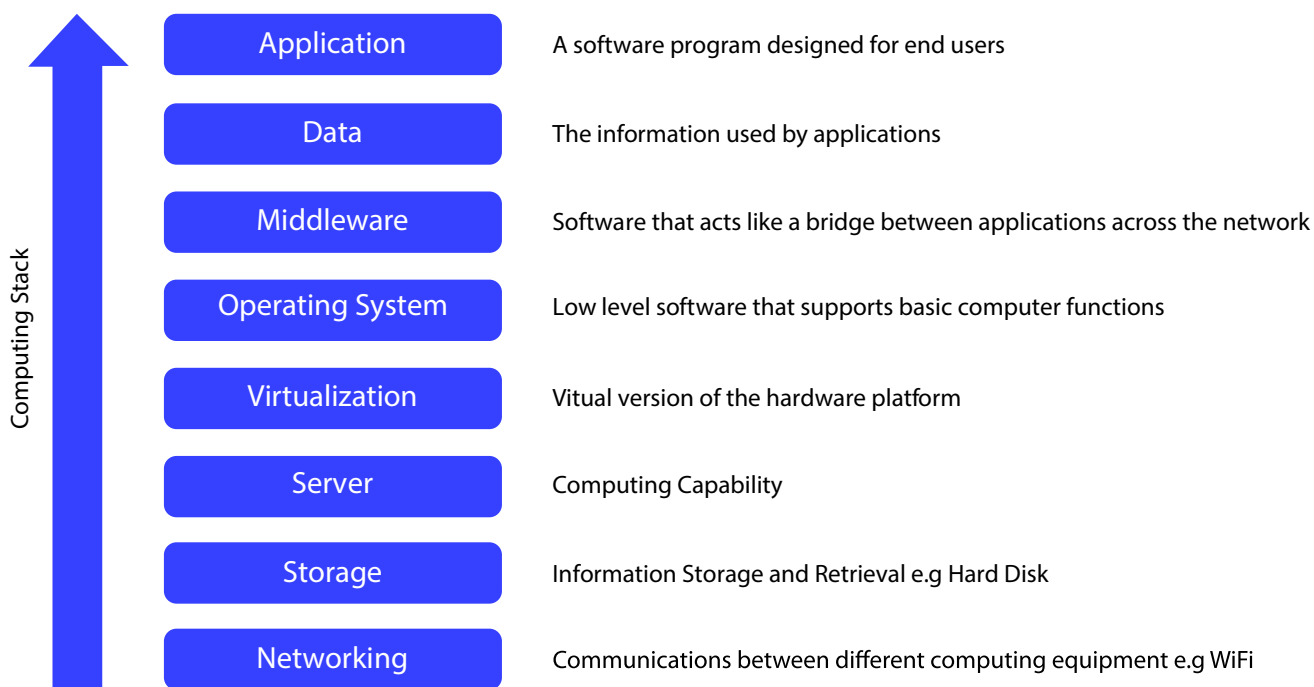 Application
A software program designed for end users
Data
The information used by applications
Middleware
Software that acts like a bridge between applications across the network
Operating System
Low level software that supports basic computer functions
Virtualization
Vitual version of the hardware platform
Server
Computing Capability
Storage
Information Storage and Retrieval e.g Hard Disk
Networking
Communications between different computing equipment e.g WiFi
Computing Stack